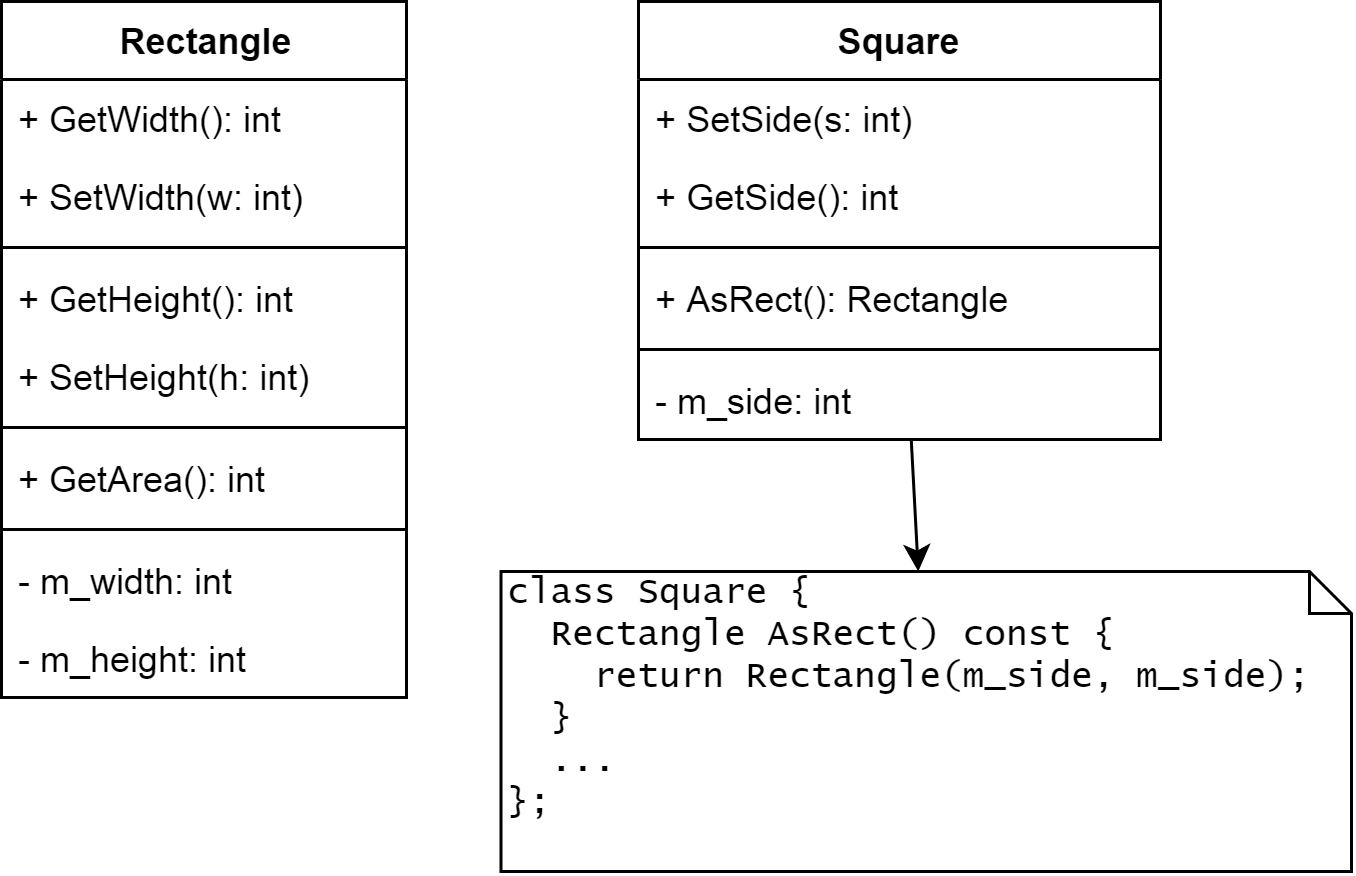 Rectangle
+ GetWidth(): int
+ SetWidth(w: int)
+ GetHeight(): int
+ SetHeight(h: int)
+ GetArea(): int
- m_width: int
- m_height: int
Square
+ SetSide(s: int)
+ GetSide(): int
+ AsRect(): Rectangle
- m_side: int
class Square {
  Rectangle AsRect() const {
    return Rectangle(m_side, m_side);
  }
  ...
};